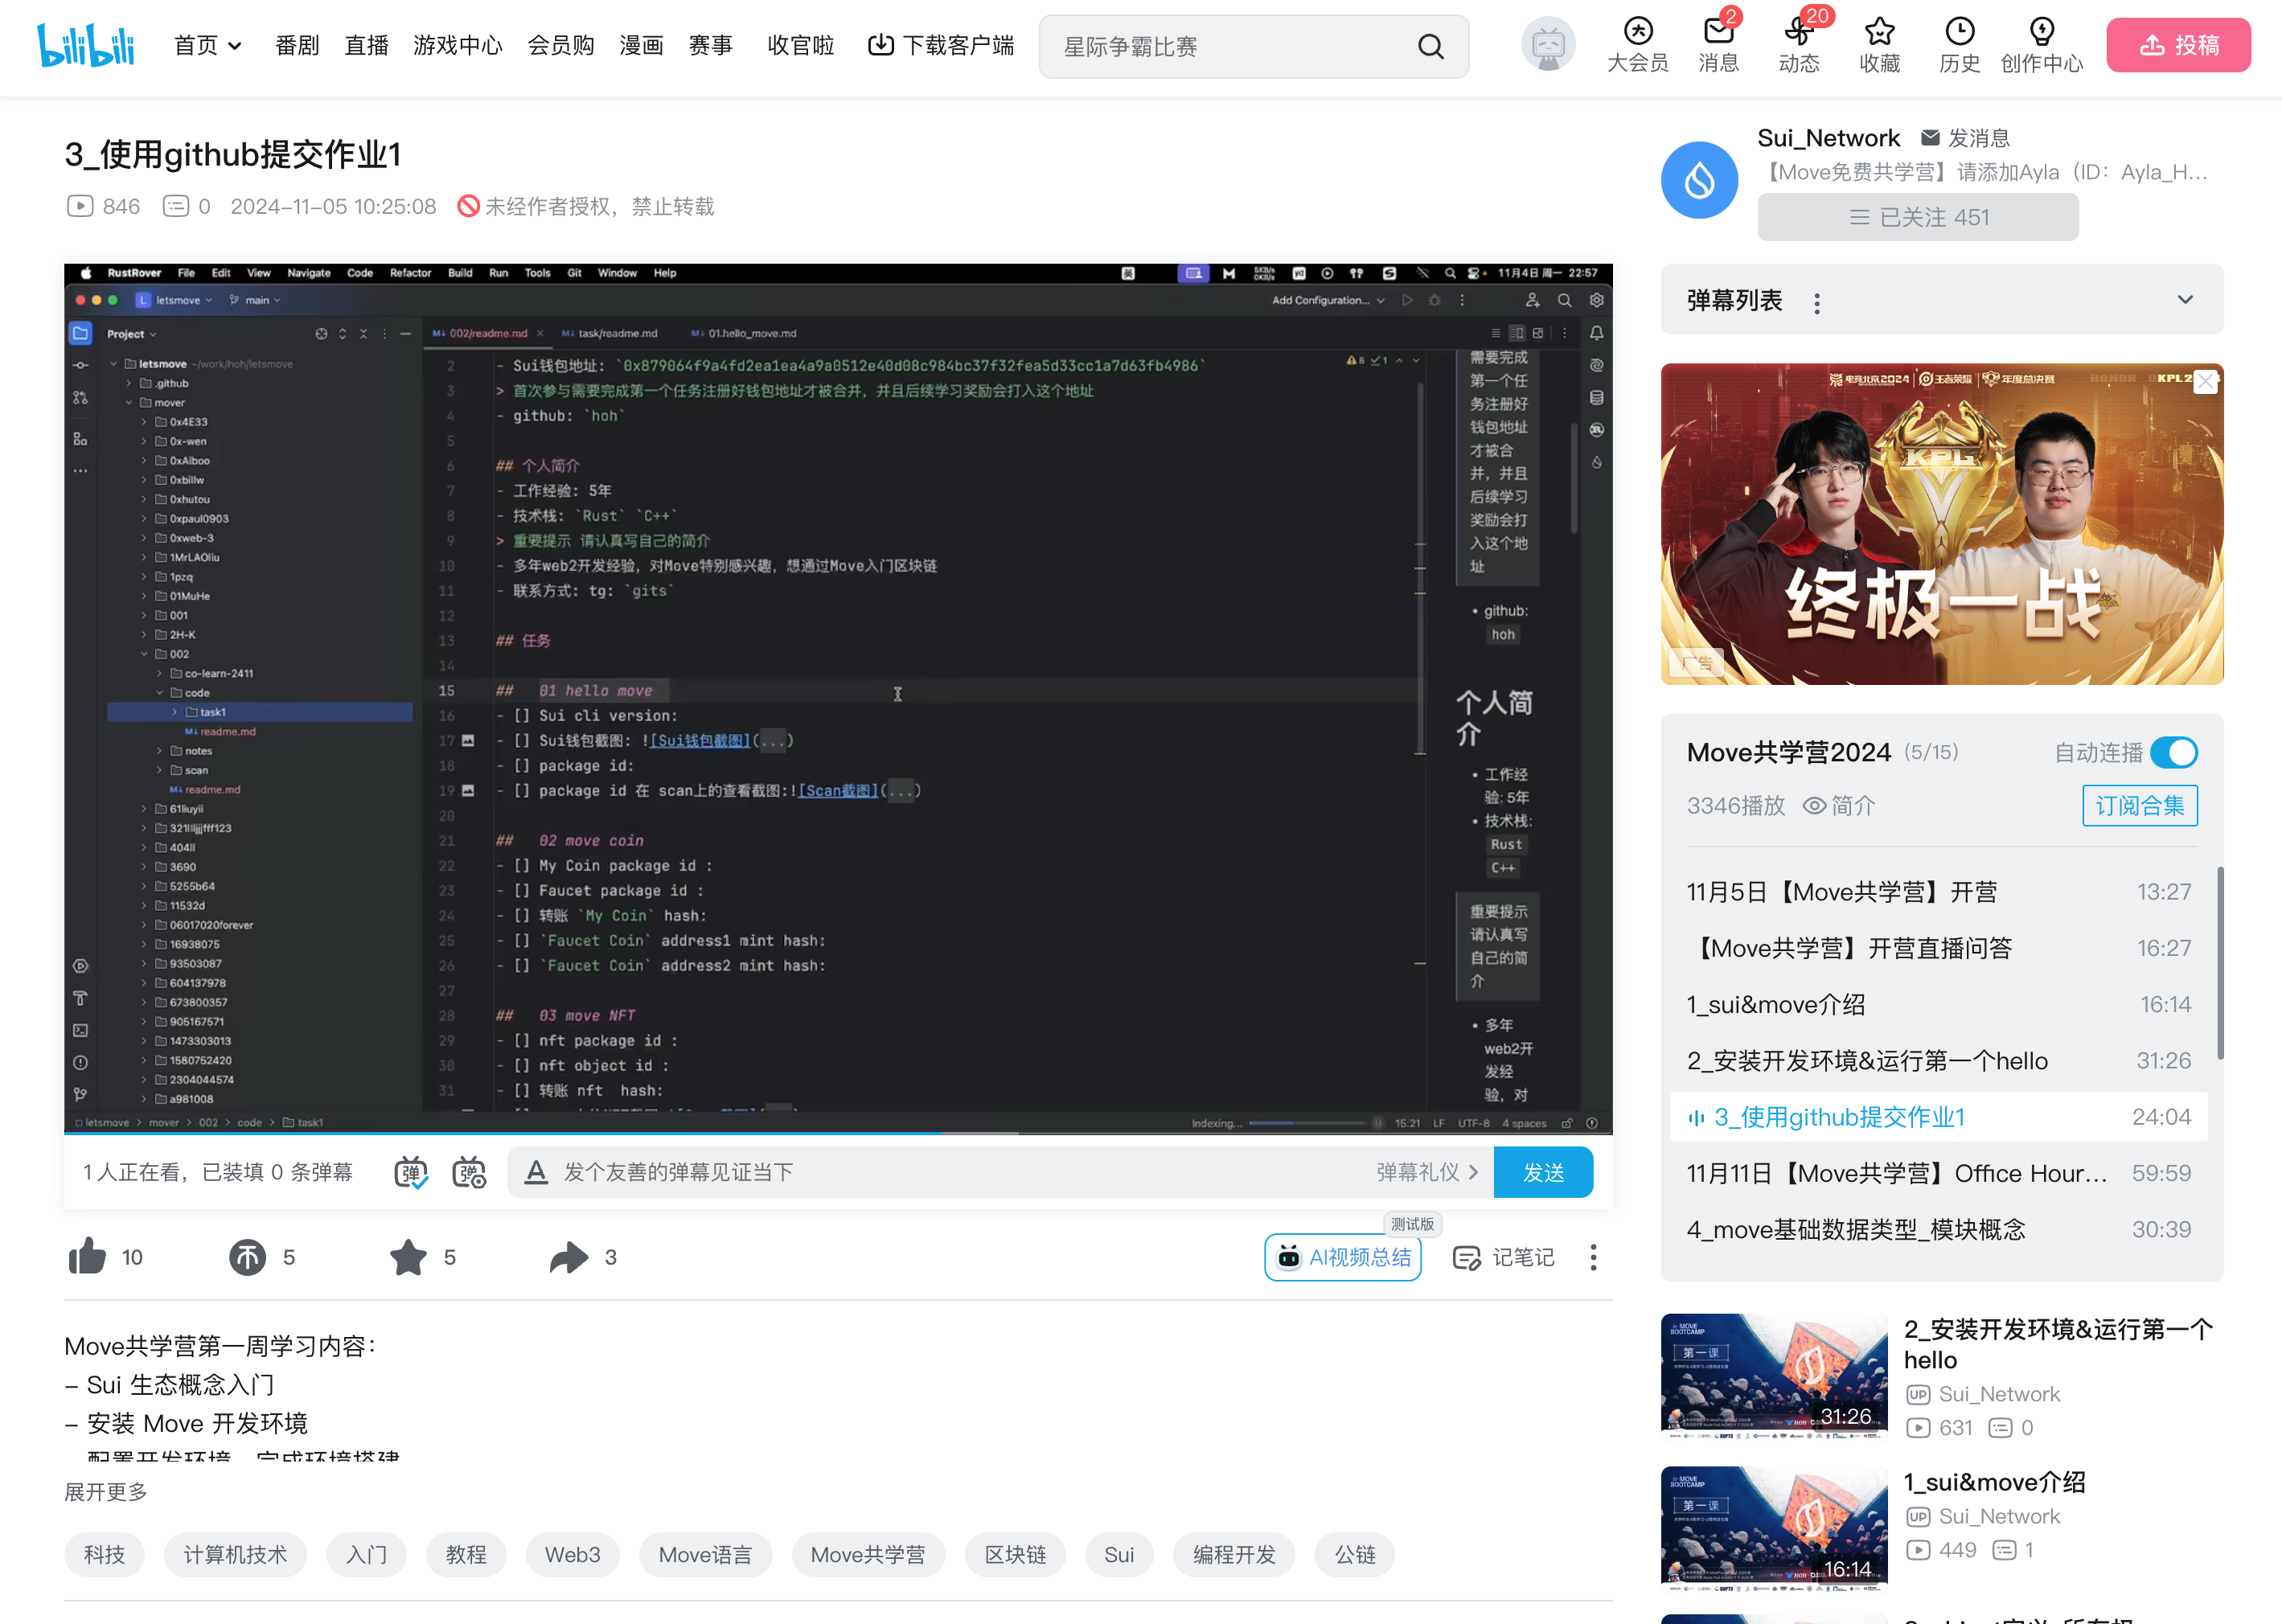 bilibili
首页
番剧
直播
游戏中心
会员购
漫画
赛事
收官啦
下载客户端
星际争霸比赛
大会员
2
消息
20
动态
收藏
历史
创作中心
投稿
3_使用github提交作业1
846
0
2024-11-05 10:25:08
未经作者授权，禁止转载
RustRover File Edit View Navigate Code Refactor Build Run Tools Git Window Help
11月4日 周一 22:57
L letsmove main
Add Configuration...
Project
002/readme.md
task/readme.md
01.hello_move.md
letsmove ~/work/hoh/letsmove
.github
mover
0x4E33
0x-wen
0xAiboo
0xbillw
0xhutou
0xpaul0903
0xweb-3
1MrLAOliu
1pzq
01MuHe
001
2H-K
002
co-learn-2411
code
task1
readme.md
notes
scan
readme.md
61liuyii
404ll
3690
5255b64
11532d
06017020forever
16938075
93503087
604137978
673800357
905167571
1473303013
1580752420
2304044574
a981008
2 - Sui钱包地址: `0x879064f9a4fd2ea1ea4a9a0512e40d08c984bc37f32fea5d33cc1a7d63fb4986`
3 > 首次参与需要完成第一个任务注册好钱包地址才被合并，并且后续学习奖励会打入这个地址
4 - github: `hoh`
5
6 ## 个人简介
7 - 工作经验: 5年
8 - 技术栈: `Rust` `C++`
9 > 重要提示 请认真写自己的简介
10 - 多年web2开发经验，对Move特别感兴趣，想通过Move入门区块链
11 - 联系方式: tg: `gits`
12
13 ## 任务
14
15 ## 01 hello move
16 - [] Sui cli version:
17 - [] Sui钱包截图: ![Sui钱包截图](...)
18 - [] package id:
19 - [] package id 在 scan上的查看截图:![Scan截图](...)
20
21 ## 02 move coin
22 - [] My Coin package id :
23 - [] Faucet package id :
24 - [] 转账 `My Coin` hash:
25 - [] `Faucet Coin` address1 mint hash:
26 - [] `Faucet Coin` address2 mint hash:
27
28 ## 03 move NFT
29 - [] nft package id :
30 - [] nft object id :
31 - [] 转账 nft hash:
8 1
需要完成
第一个任
务注册好
钱包地址
才被合
并，并且
后续学习
奖励会打
入这个地
址
• github:
hoh
个人简
介
• 工作经
验: 5年
• 技术栈:
Rust
C++
重要提示
请认真写
自己的简
介
• 多年
web2开
发经
验，对
letsmove > mover > 002 > code > task1
Indexing...
15:21 LF UTF-8 4 spaces
1 人正在看，已装填 0 条弹幕
弹
弹
A
发个友善的弹幕见证当下
弹幕礼仪
发送
10
5
5
3
测试版
AI视频总结
记笔记
Move共学营第一周学习内容：
– Sui 生态概念入门
– 安装 Move 开发环境
展开更多
科技
计算机技术
入门
教程
Web3
Move语言
Move共学营
区块链
Sui
编程开发
公链
Sui_Network
发消息
【Move免费共学营】请添加Ayla（ID：Ayla_H...
已关注 451
弹幕列表
电竞北京2024
王者荣耀
年度总决赛
HONOR
KPL
终极一战
广告
Move共学营2024 (5/15)
自动连播
3346播放
简介
订阅合集
11月5日【Move共学营】开营 13:27
【Move共学营】开营直播问答 16:27
1_sui&move介绍 16:14
2_安装开发环境&运行第一个hello 31:26
3_使用github提交作业1 24:04
11月11日【Move共学营】Office Hour... 59:59
4_move基础数据类型_模块概念 30:39
MOVE
BOOTCAMP
第一课
31:26
2_安装开发环境&运行第一个
hello
UP Sui_Network
631 0
MOVE
BOOTCAMP
第一课
16:14
1_sui&move介绍
UP Sui_Network
449 1